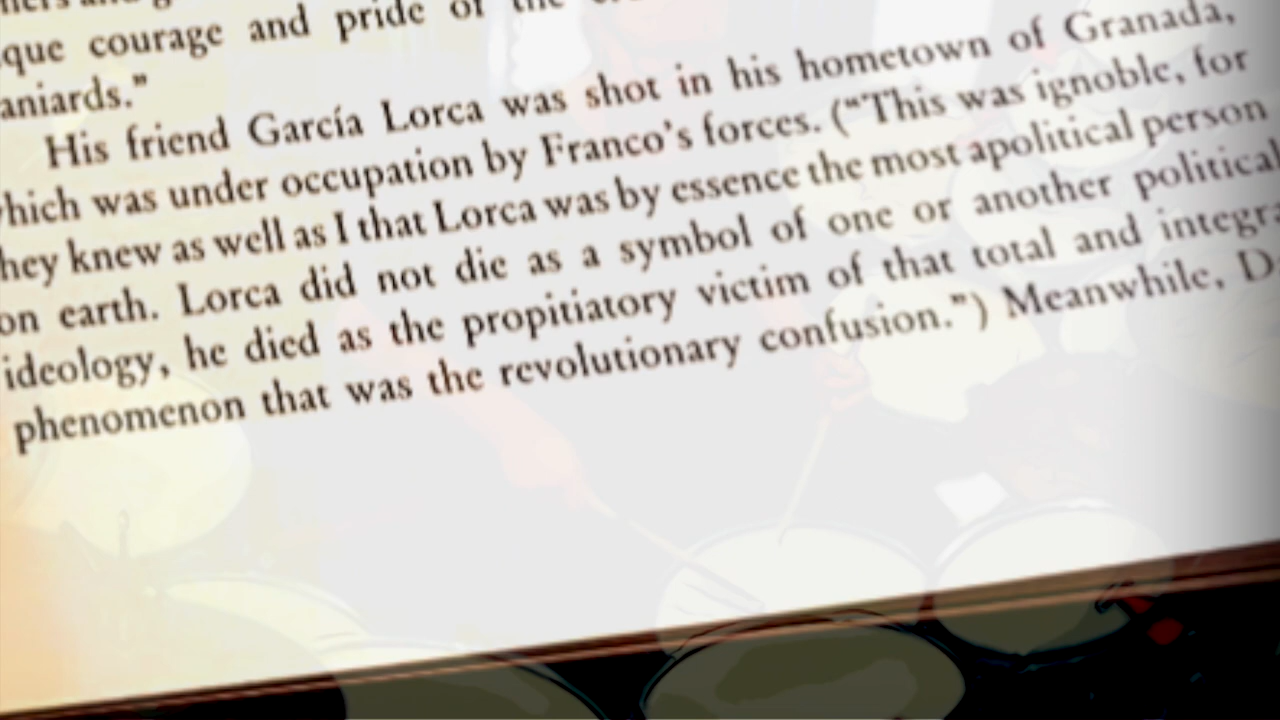 que courage and pride of the
aniards.”
His friend García Lorca was shot in his hometown of Granada,
which was under occupation by Franco’s forces. (“This was ignoble, for
they knew as well as I that Lorca was by essence the most apolitical person
on earth. Lorca did not die as a symbol of one or another political
ideology, he died as the propitiatory victim of that total and integra
phenomenon that was the revolutionary confusion.”) Meanwhile, D